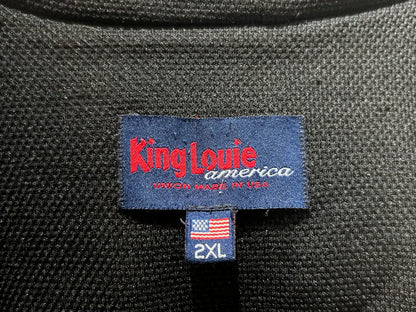 King Louie
america
UNION MADE IN USA
2XL